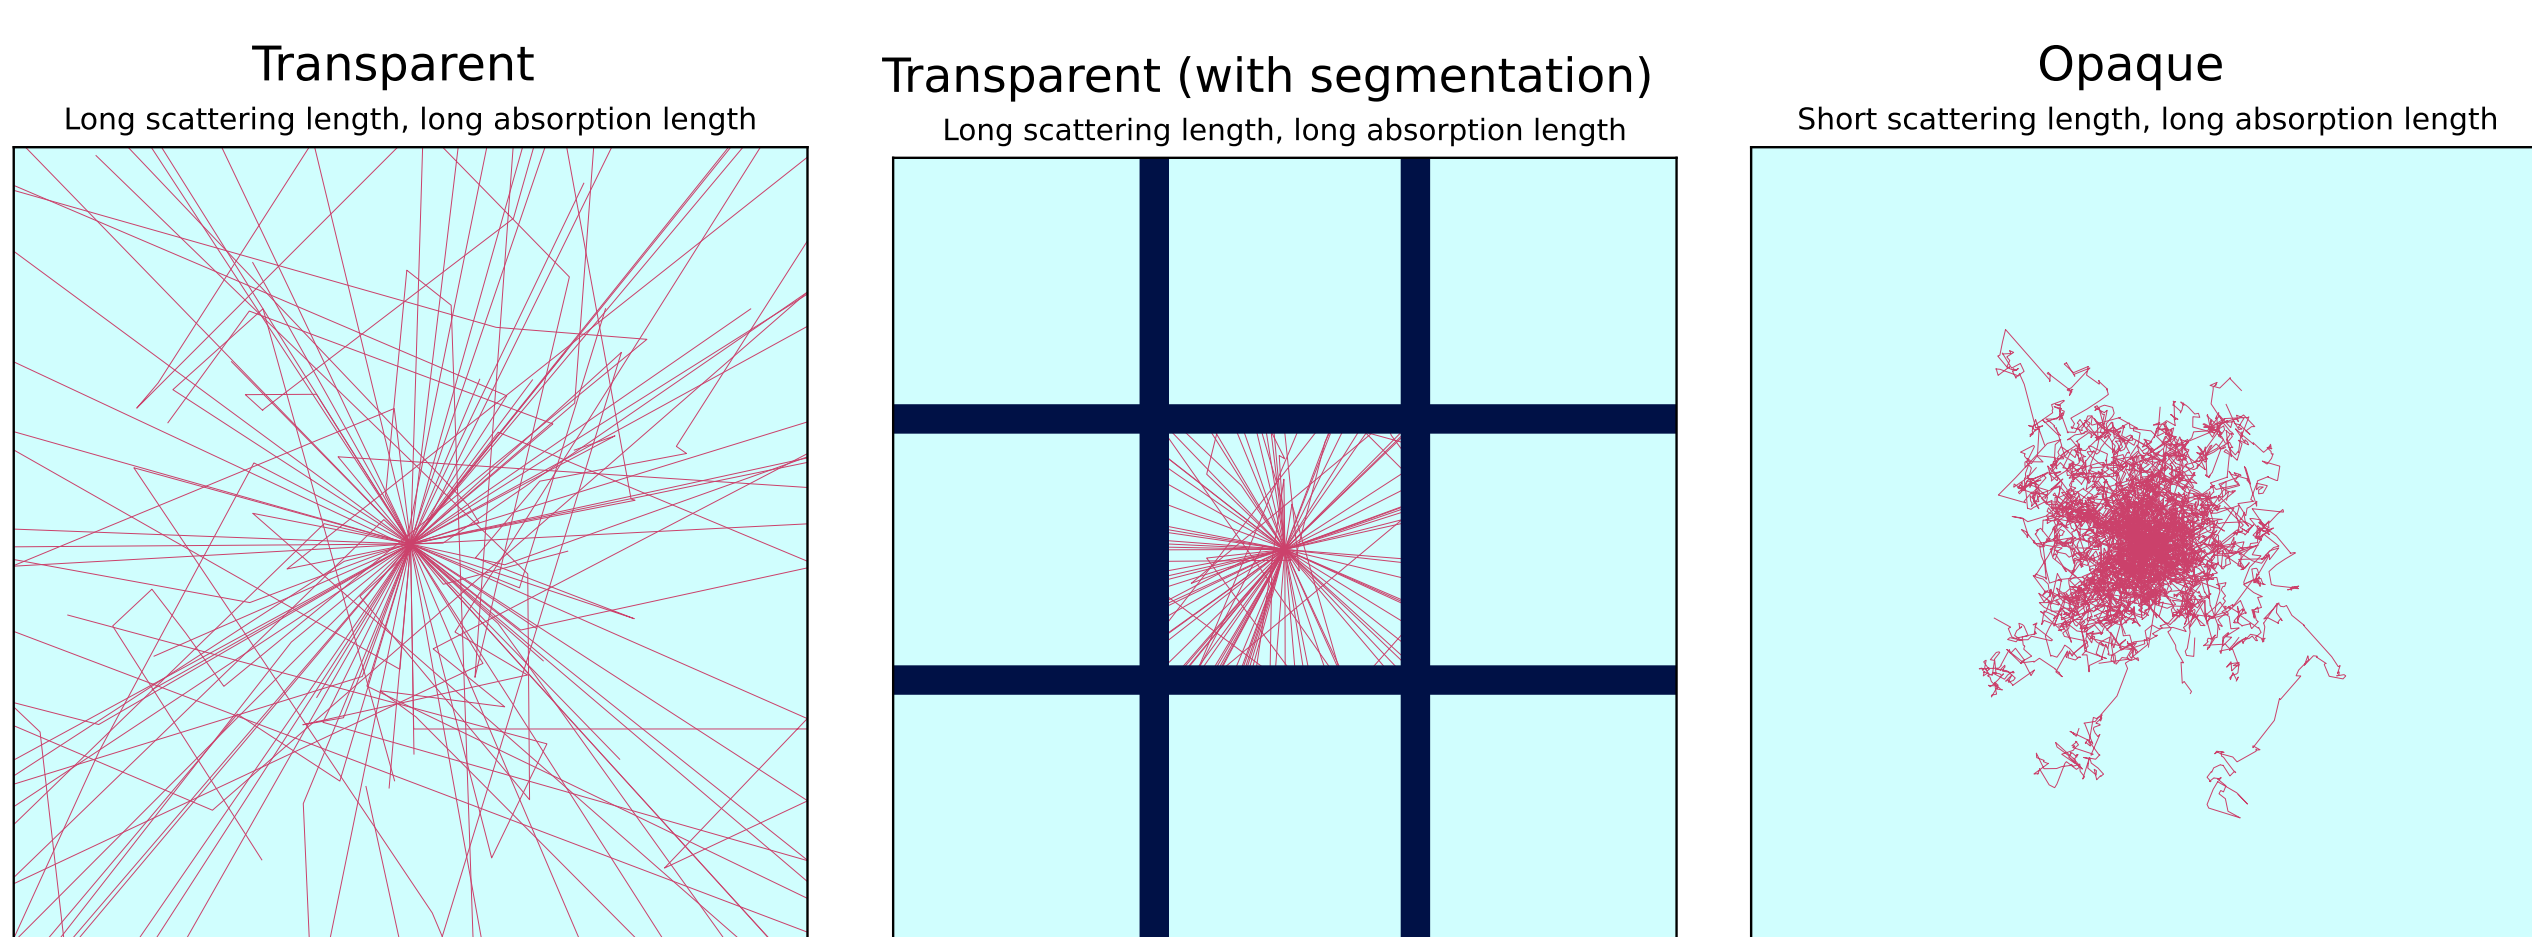 Transparent
Long scattering length, long absorption length
Transparent (with segmentation)
Long scattering length, long absorption length
Opaque
Short scattering length, long absorption length